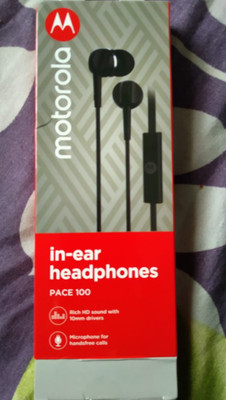 motorola
in-ear
headphones
PACE 100
Rich HD sound with
10mm drivers
Microphone for
handsfree calls